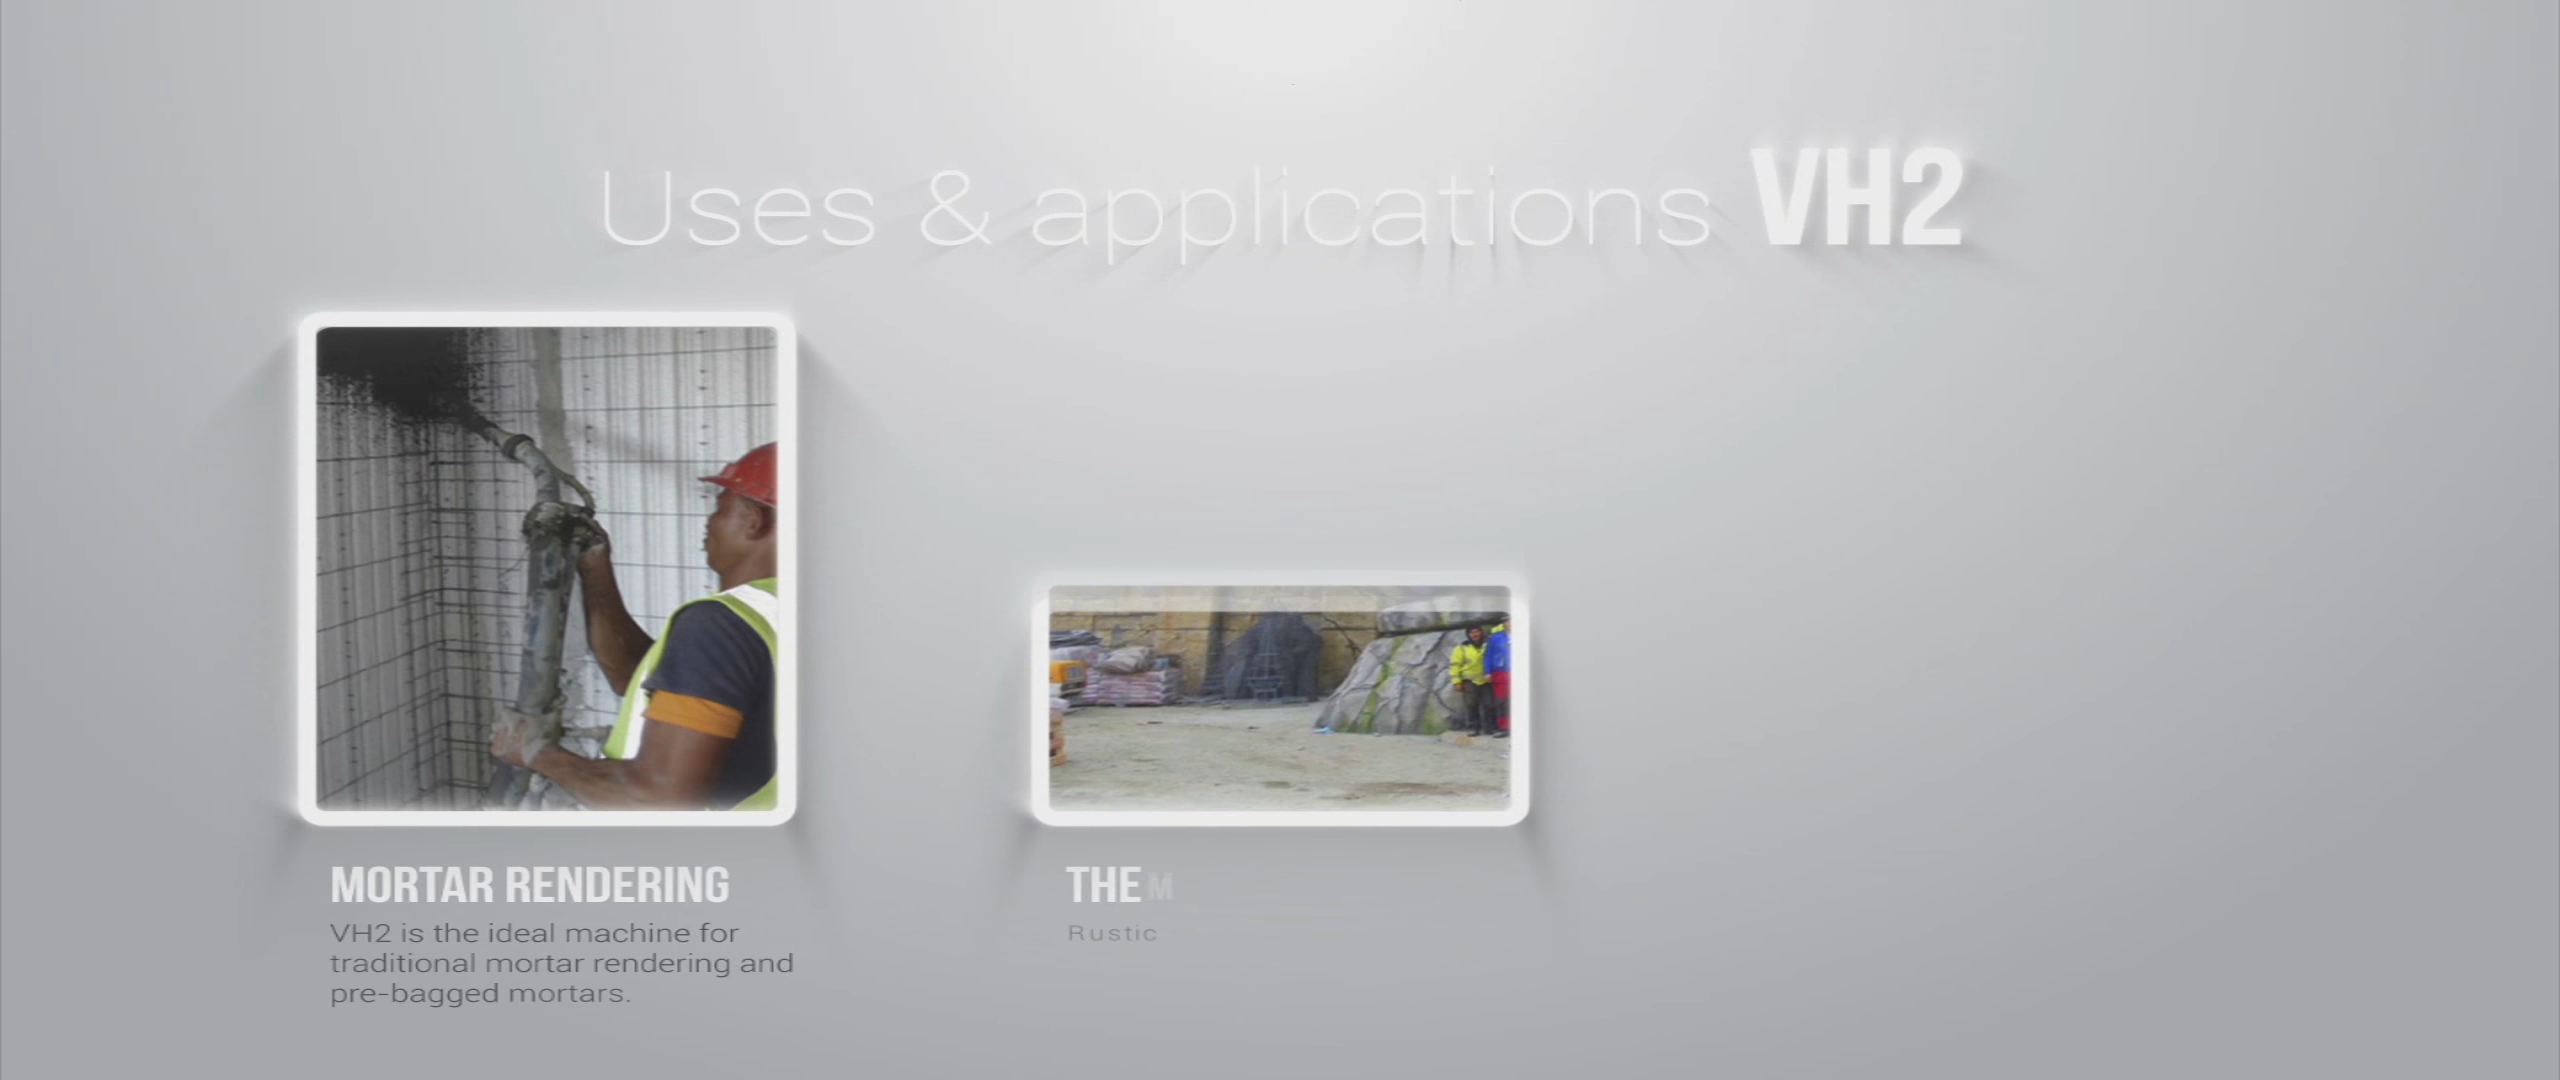 Uses & applications VH2
MORTAR RENDERING
VH2 is the ideal machine for
traditional mortar rendering and
pre-bagged mortars.
THE M
Rustic